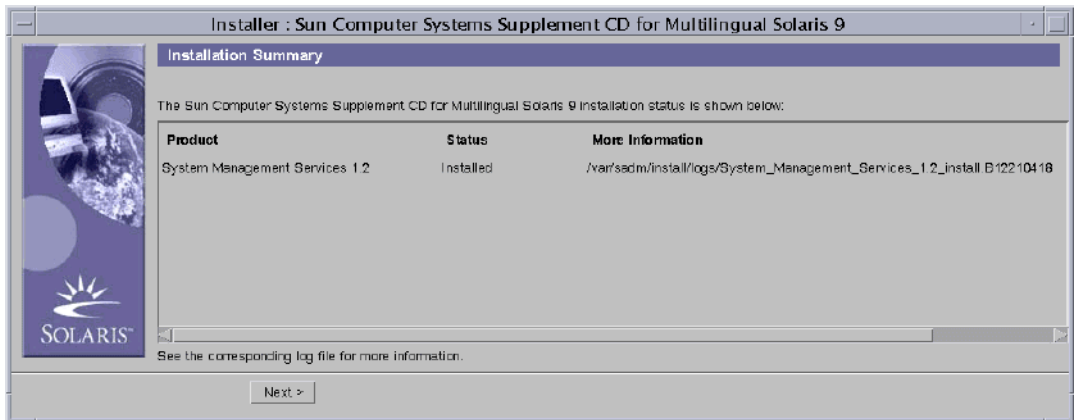 Installer : Sun Computer Systems Supplement CD for Multilingual Solaris 9
Installation Summary
The Sun Computer Systems Supplement CD for Multilingual Solaris 9 installation status is shown below:
Product Status More Information
System Management Services 1.2 Installed /var/sadm/install/logs/System_Management_Services_1.2_install.B12210418
SOLARIS™
See the corresponding log file for more information.
Next >